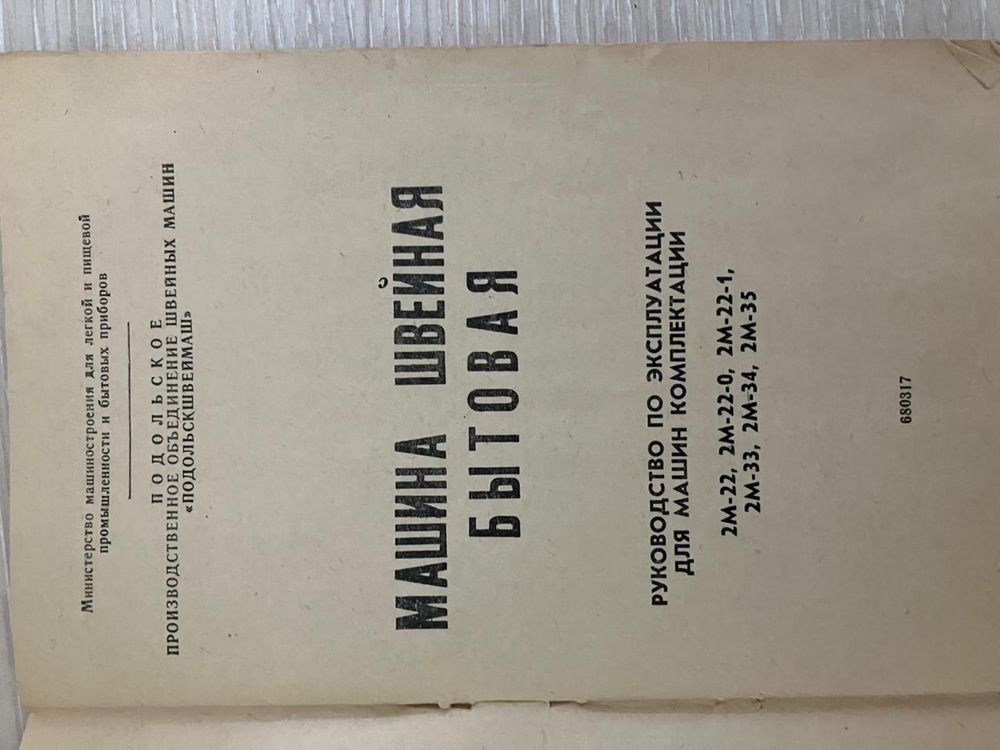 Министерство машиностроения для легкой и пищевой
промышленности и бытовых приборов
ПОДОЛЬСКОЕ
ПРОИЗВОДСТВЕННОЕ ОБЪЕДИНЕНИЕ ШВЕЙНЫХ МАШИН
«ПОДОЛЬСКШВЕЙМАШ»
МАШИНА ШВЕЙНАЯ
БЫТОВАЯ
РУКОВОДСТВО ПО ЭКСПЛУАТАЦИИ
ДЛЯ МАШИН КОМПЛЕКТАЦИИ
2М-22, 2М-22-0, 2М-22-1,
2М-33, 2М-34, 2М-35
680317